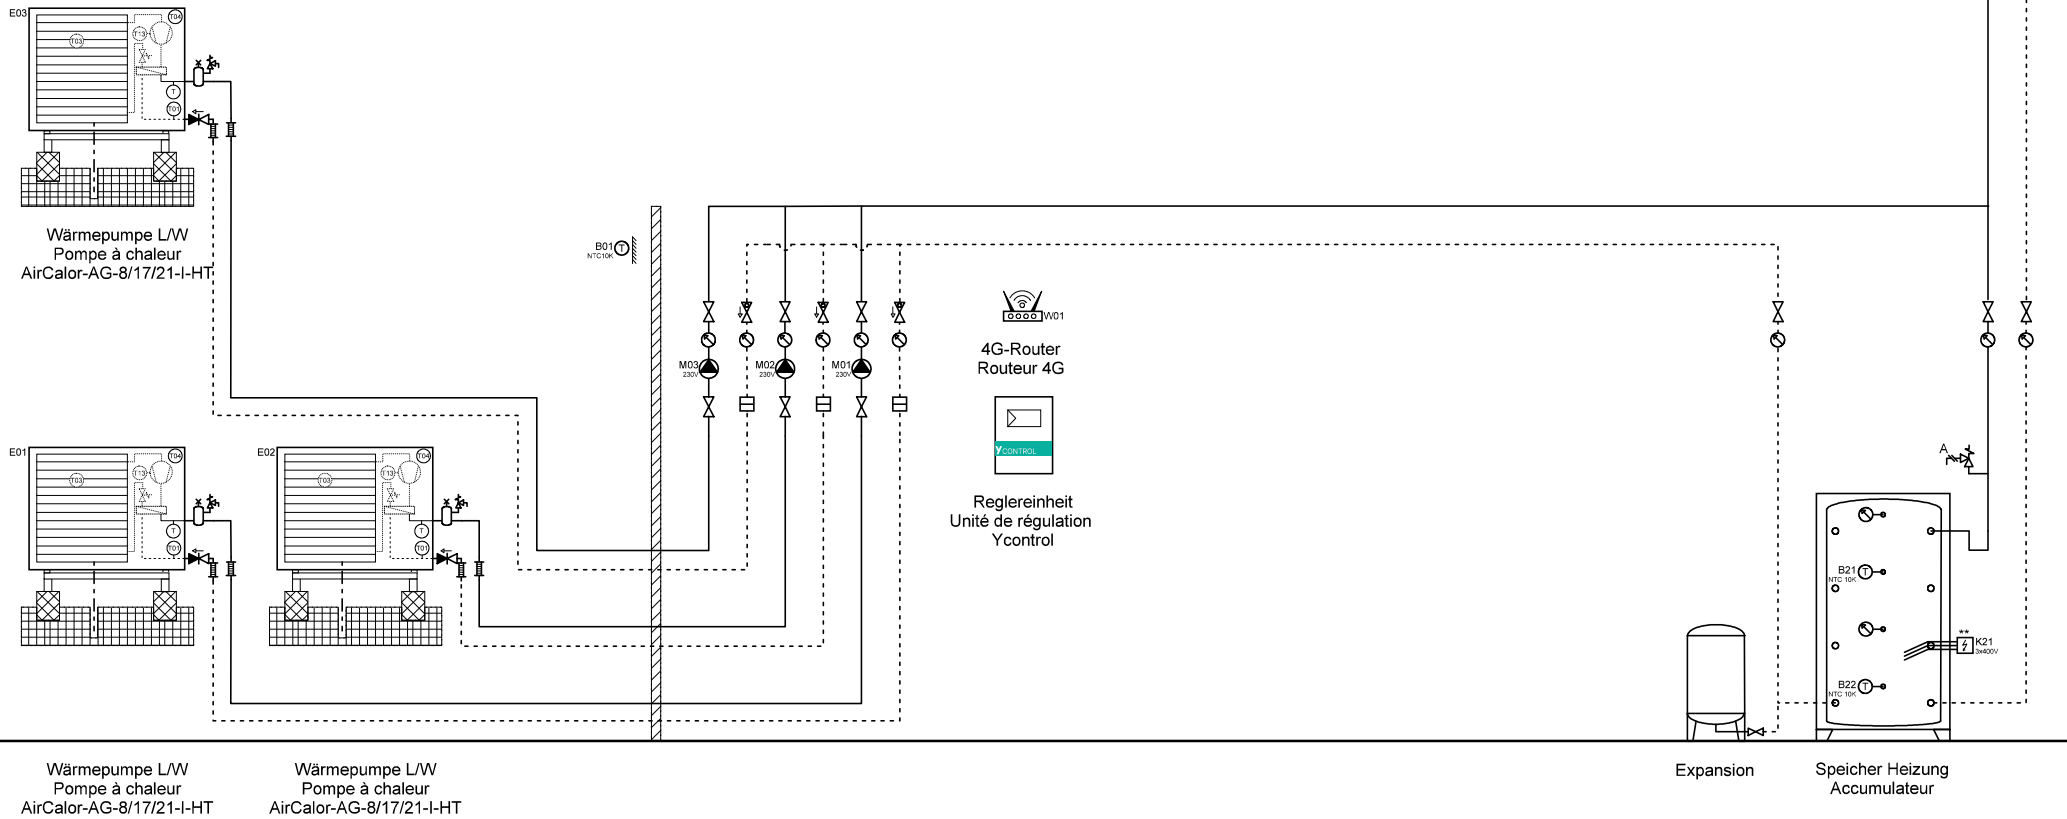 E03
T04
T13
T03
T
T01
Wärmepumpe L/W
Pompe à chaleur
AirCalor-AG-8/17/21-I-HT
B01
T
NTC10K
W01
4G-Router
Routeur 4G
M03
230V
M02
230V
M01
230V
YCONTROL
Reglereinheit
Unité de régulation
Ycontrol
E01
T04
T13
T03
T
T01
E02
T04
T13
T03
T
T01
A
B21
T
NTC 10K
**
K21
3x400V
B22
T
NTC 10K
Wärmepumpe L/W
Pompe à chaleur
AirCalor-AG-8/17/21-I-HT
Wärmepumpe L/W
Pompe à chaleur
AirCalor-AG-8/17/21-I-HT
Expansion
Speicher Heizung
Accumulateur